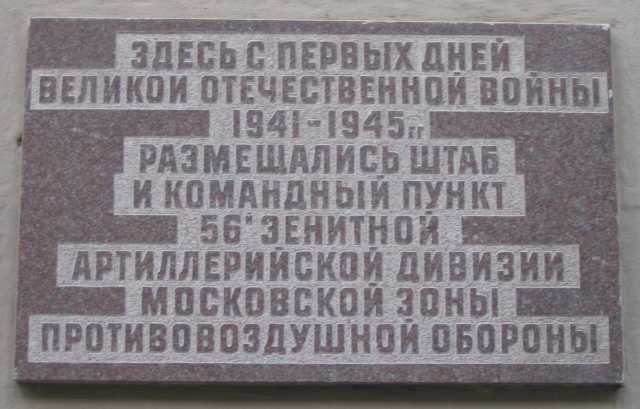 ЗДЕСЬ С ПЕРВЫХ ДНЕЙ
ВЕЛИКОЙ ОТЕЧЕСТВЕННОЙ ВОЙНЫ
1941-1945гг
РАЗМЕЩАЛИСЬ ШТАБ
И КОМАНДНЫЙ ПУНКТ
56й ЗЕНИТНОЙ
АРТИЛЛЕРИЙСКОЙ ДИВИЗИИ
МОСКОВСКОЙ ЗОНЫ
ПРОТИВОВОЗДУШНОЙ ОБОРОНЫ